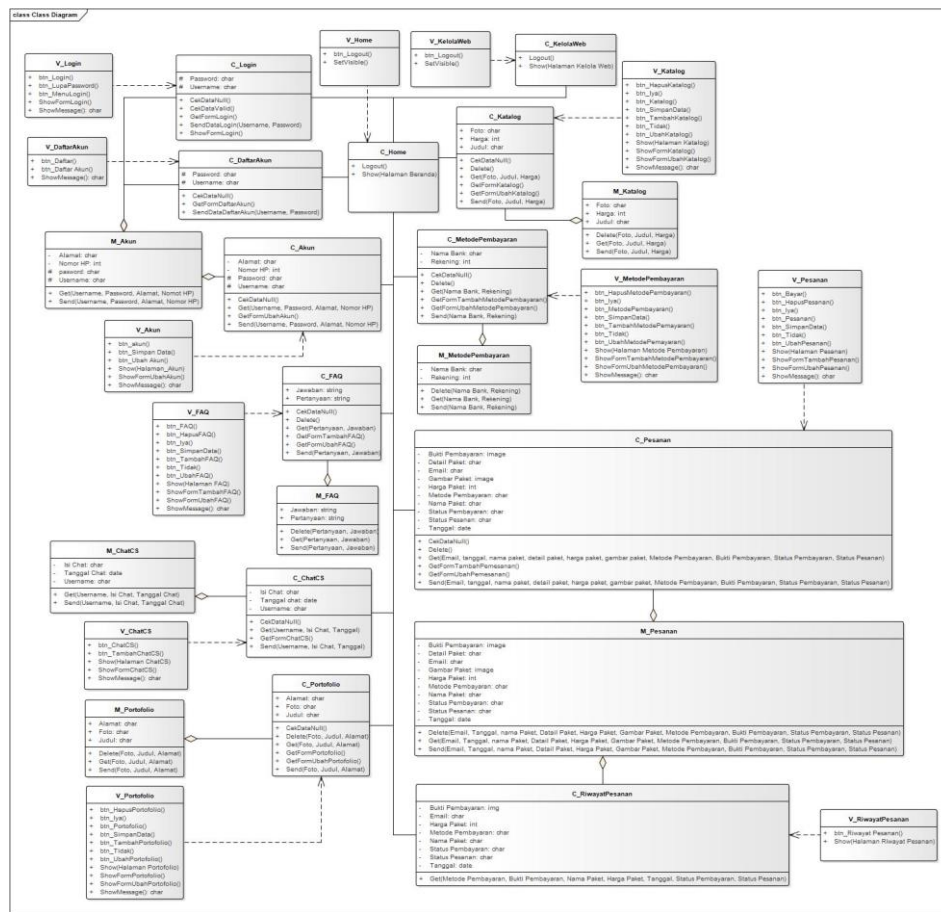 class Class Diagram
V_Login
+ btn_Login()
+ btn_LupaPassword()
+ btn_MenuLogin()
+ ShowFormLogin()
+ ShowMessage(): char
C_Login
# Password: char
# Username: char
+ CekDataNull()
+ CekDataValid()
+ GetFormLogin()
+ SendDataLogin(Username, Password)
+ ShowFormLogin()
V_Home
+ btn_Logout()
+ SetVisible()
V_KelolaWeb
+ btn_Logout()
+ SetVisible()
C_KelolaWeb
+ Logout()
+ Show(Halaman Kelola Web)
V_Katalog
+ btn_HapusKatalog()
+ btn_Iya()
+ btn_Katalog()
+ btn_SimpanData()
+ btn_TambahKatalog()
+ btn_Tidak()
+ btn_UbahKatalog()
+ Show(Halaman Katalog)
+ ShowFormKatalog()
+ ShowFormUbahKatalog()
+ ShowMessage(): char
V_DaftarAkun
+ btn_Daftar()
+ btn_Daftar Akun()
+ ShowMessage(): char
C_DaftarAkun
# Password: char
# Username: char
+ CekDataNull()
+ GetFormDaftarAkun()
+ SendDataDaftarAkun(Username, Password)
C_Home
+ Logout()
+ Show(Halaman Beranda)
C_Katalog
+ Foto: char
+ Harga: int
+ Judul: char
+ CekDataNull()
+ Delete()
+ Get(Foto, Judul, Harga)
+ GetFormKatalog()
+ GetFormUbahKatalog()
+ Send(Foto, Judul, Harga)
M_Katalog
+ Foto: char
+ Harga: int
+ Judul: char
+ Delete(Foto, Judul, Harga)
+ Get(Foto, Judul, Harga)
+ Send(Foto, Judul, Harga)
M_Akun
- Alamat: char
- Nomor HP: int
# password: char
# Username: char
+ Get(Username, Password, Alamat, Nomot HP)
+ Send(Username, Password, Alamat, Nomor HP)
C_Akun
- Alamat: char
- Nomor HP: int
# Password: char
# Username: char
+ CekDataNull()
+ Get(Username, Password, Alamat, Nomor HP)
+ GetFormUbahAkun()
+ Send(Username, Password, Alamat, Nomor HP)
C_MetodePembayaran
- Nama Bank: char
- Rekening: int
+ CekDataNull()
+ Delete()
+ Get(Nama Bank, Rekening)
+ GetFormTambahMetodePembayaran()
+ GetFormUbahMetodePembayaran()
+ Send(Nama Bank, Rekening)
V_MetodePembayaran
+ btn_HapusMetodePembayaran()
+ btn_Iya()
+ btn_MetodePembayaran()
+ btn_SimpanData()
+ btn_TambahMetodePemayaran()
+ btn_Tidak()
+ btn_UbahMetodePemayaran()
+ Show(Halaman Metode Pembayaran)
+ ShowFormTambahMetodePembayaran()
+ ShowFormUbahMetodePembayaran()
+ ShowMessage(): char
V_Pesanan
+ btn_Bayar()
+ btn_HapusPesanan()
+ btn_Iya()
+ btn_Pesanan()
+ btn_SimpanData()
+ btn_Tidak()
+ btn_UbahPesanan()
+ Show(Halaman Pesanan)
+ ShowFormTambahPesanan()
+ ShowFormUbahPesanan()
+ ShowMessage(): char
V_Akun
+ btn_akun()
+ btn_Simpan Data()
+ btn_Ubah Akun()
+ Show(Halaman_Akun)
+ ShowFormUbahAkun()
+ ShowMessage(): char
M_MetodePembayaran
- Nama Bank: char
- Rekening: int
+ Delete(Nama Bank, Rekening)
+ Get(Nama Bank, Rekening)
+ Send(Nama Bank, Rekening)
C_FAQ
+ Jawaban: string
+ Pertanyaan: string
+ CekDataNull()
+ Delete()
+ Get(Pertanyaan, Jawaban)
+ GetFormTambahFAQ()
+ GetFormUbahFAQ()
+ Send(Pertanyaan, Jawaban)
V_FAQ
+ btn_FAQ()
+ btn_HapusFAQ()
+ btn_Iya()
+ btn_SimpanData()
+ btn_TambahFAQ()
+ btn_Tidak()
+ btn_UbahFAQ()
+ Show(Halaman FAQ)
+ ShowFormTambahFAQ()
+ ShowFormUbahFAQ()
+ ShowMessage(): char
M_FAQ
+ Jawaban: string
+ Pertanyaan: string
+ Delete(Pertanyaan, Jawaban)
+ Get(Pertanyaan, Jawaban)
+ Send(Pertanyaan, Jawaban)
C_Pesanan
- Bukti Pembayaran: image
- Detail Paket: char
- Email: char
- Gambar Paket: image
- Harga Paket: int
- Metode Pembayaran: char
- Nama Paket: char
- Status Pembayaran: char
- Status Pesanan: char
- Tanggal: date
+ CekDataNull()
+ Delete()
+ Get(Email, tanggal, nama paket, detail paket, harga paket, gambar paket, Metode Pembayaran, Bukti Pembayaran, Status Pembayaran, Status Pesanan)
+ GetFormTambahPemesanan()
+ GetFormUbahPemesanan()
+ Send(Email, tanggal, nama paket, detail paket, harga paket, gambar paket, Metode Pembayaran, Bukti Pembayaran, Status Pembayaran, Status Pesanan)
M_ChatCS
- Isi Chat: char
- Tanggal Chat: date
- Username: char
+ Get(Username, Isi Chat, Tanggal Chat)
+ Send(Username, Isi Chat, Tanggal Chat)
C_ChatCS
- Isi Chat: char
- Tanggal chat: date
- Username: char
+ CekDataNull()
+ Get(Username, Isi Chat, Tanggal)
+ GetFormChatCS()
+ Send(Username, Isi Chat, Tanggal)
V_ChatCS
+ btn_ChatCS()
+ btn_TambahChatCS()
+ Show(Halaman ChatCS)
+ ShowFormChatCS()
+ ShowMessage(): char
M_Pesanan
- Bukti Pembayaran: image
- Detail Paket: char
- Email: char
- Gambar Paket: image
- Harga Paket: int
- Metode Pembayaran: char
- Nama Paket: char
- Status Pembayaran: char
- Status Pesanan: char
- Tanggal: date
+ Delete(Email, Tanggal, nama Paket, Detail Paket, Harga Paket, Gambar Paket, Metode Pembayaran, Bukti Pembayaran, Status Pembayaran, Status Pesanan)
+ Get(Email, Tanggal, nama Paket, Detail Paket, Harga Paket, Gambar Paket, Metode Pembayaran, Bukti Pembayaran, Status Pembayaran, Status Pesanan)
+ Send(Email, Tanggal, nama Paket, Detail Paket, Harga Paket, Gambar Paket, Metode Pembayaran, Bukti Pembayaran, Status Pembayaran, Status Pesanan)
C_Portofolio
+ Alamat: char
+ Foto: char
+ Judul: char
+ CekDataNull()
+ Delete(Foto, Judul, Alamat)
+ Get(Foto, Judul, Alamat)
+ GetFormPortofolio()
+ GetFormUbahPortofolio()
+ Send(Foto, Judul, Alamat)
M_Portofolio
+ Alamat: char
+ Foto: char
+ Judul: char
+ Delete(Foto, Judul, Alamat)
+ Get(Foto, Judul, Alamat)
+ Send(Foto, Judul, Alamat)
V_Portofolio
+ btn_HapusPortofolio()
+ btn_Iya()
+ btn_Portofolio()
+ btn_SimpanData()
+ btn_TambahPortofolio()
+ btn_Tidak()
+ btn_UbahPortofolio()
+ Show(Halaman Portofolio)
+ ShowFormPortofolio()
+ ShowFormUbahPortofolio()
+ ShowMessage(): char
C_RiwayatPesanan
- Bukti Pembayaran: img
- Email: char
- Harga Paket: int
- Metode Pembayaran: char
- Nama Paket: char
- Status Pembayaran: char
- Status Pesanan: char
- Tanggal: date
+ Get(Metode Pembayaran, Bukti Pembayaran, Nama Paket, Harga Paket, Tanggal, Status Pembayaran, Status Pesanan)
V_RiwayatPesanan
+ btn_Riwayat Pesanan()
+ Show(Halaman Riwayat Pesanan)